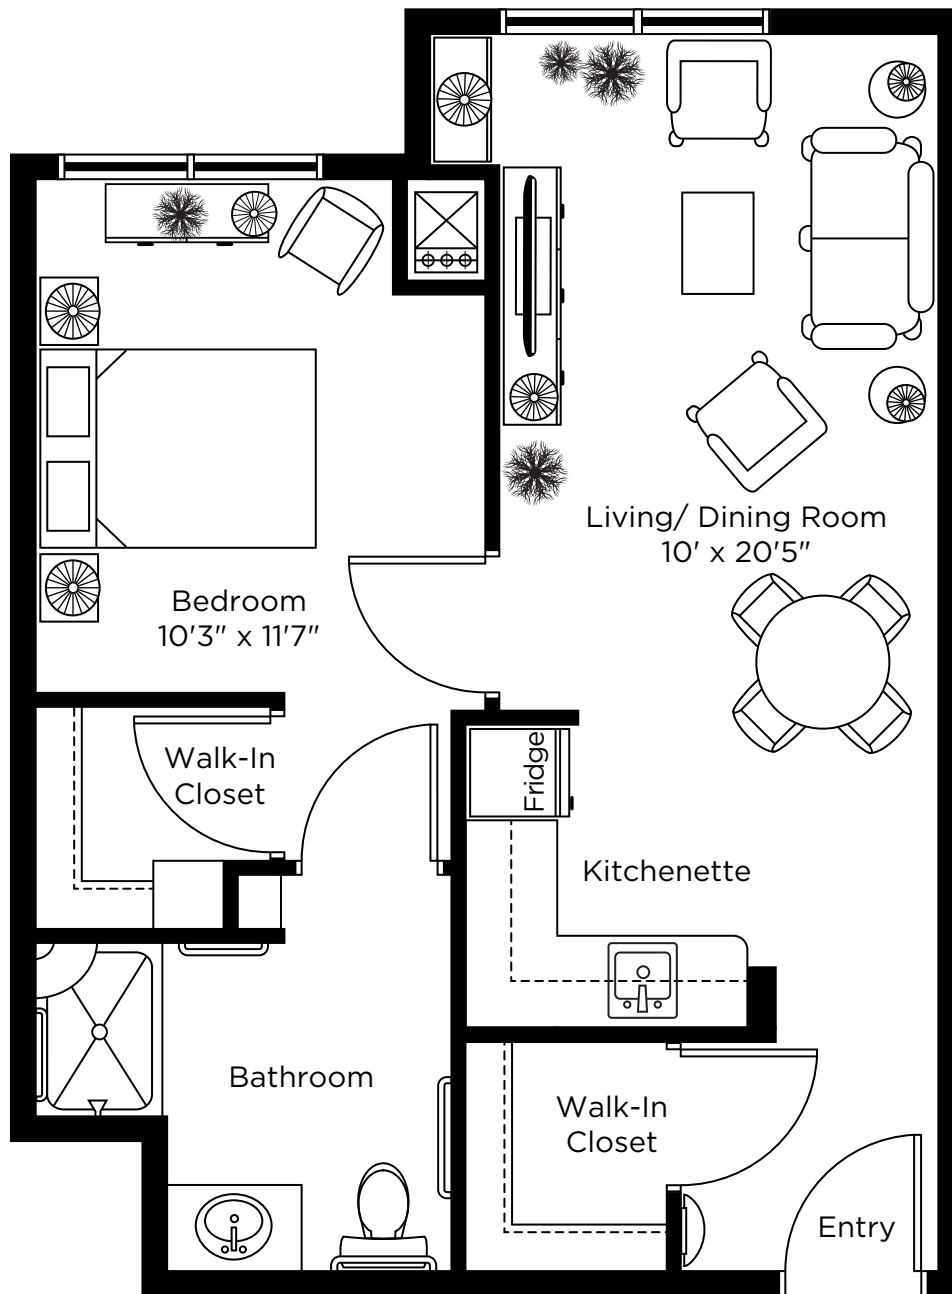 Living/ Dining Room
10' x 20'5"
Bedroom
10'3" x 11'7"
Walk-In
Closet
Fridge
Kitchenette
Bathroom
Walk-In
Closet
Entry